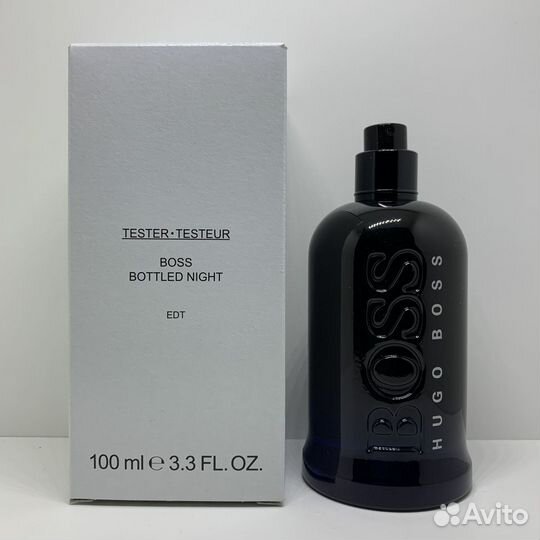 TESTER•TESTEUR
BOSS
BOTTLED NIGHT
EDT
100 ml ℮ 3.3 FL. OZ.
BOSS
HUGO BOSS
Avito